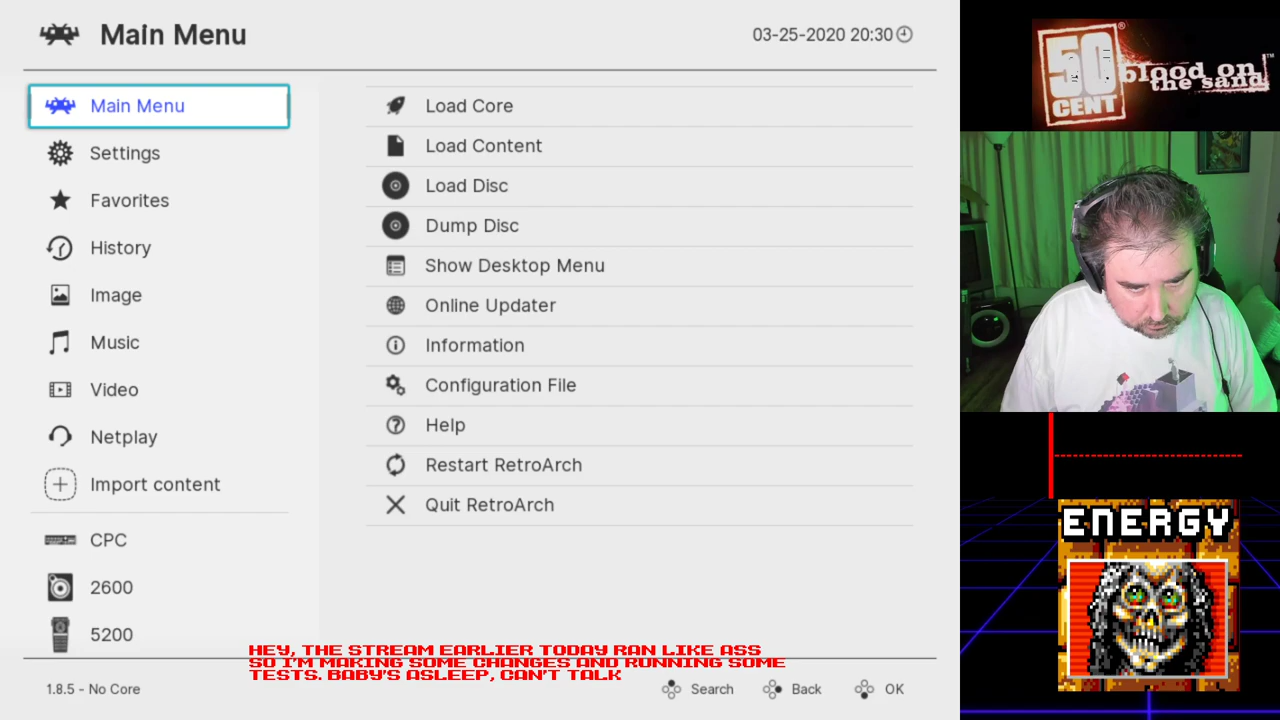 Main Menu
03-25-2020 20:30
Main Menu
Settings
Favorites
History
Image
Music
Video
Netplay
Import content
CPC
2600
5200
Load Core
Load Content
Load Disc
Dump Disc
Show Desktop Menu
Online Updater
Information
Configuration File
Help
Restart RetroArch
Quit RetroArch
HEY, THE STREAM EARLIER TODAY RAN LIKE ASS
SO I'M MAKING SOME CHANGES AND RUNNING SOME
TESTS. BABY'S ASLEEP, CAN'T TALK
1.8.5 - No Core
Search
Back
OK
50 CENT
blood on
the sand
ENERGY